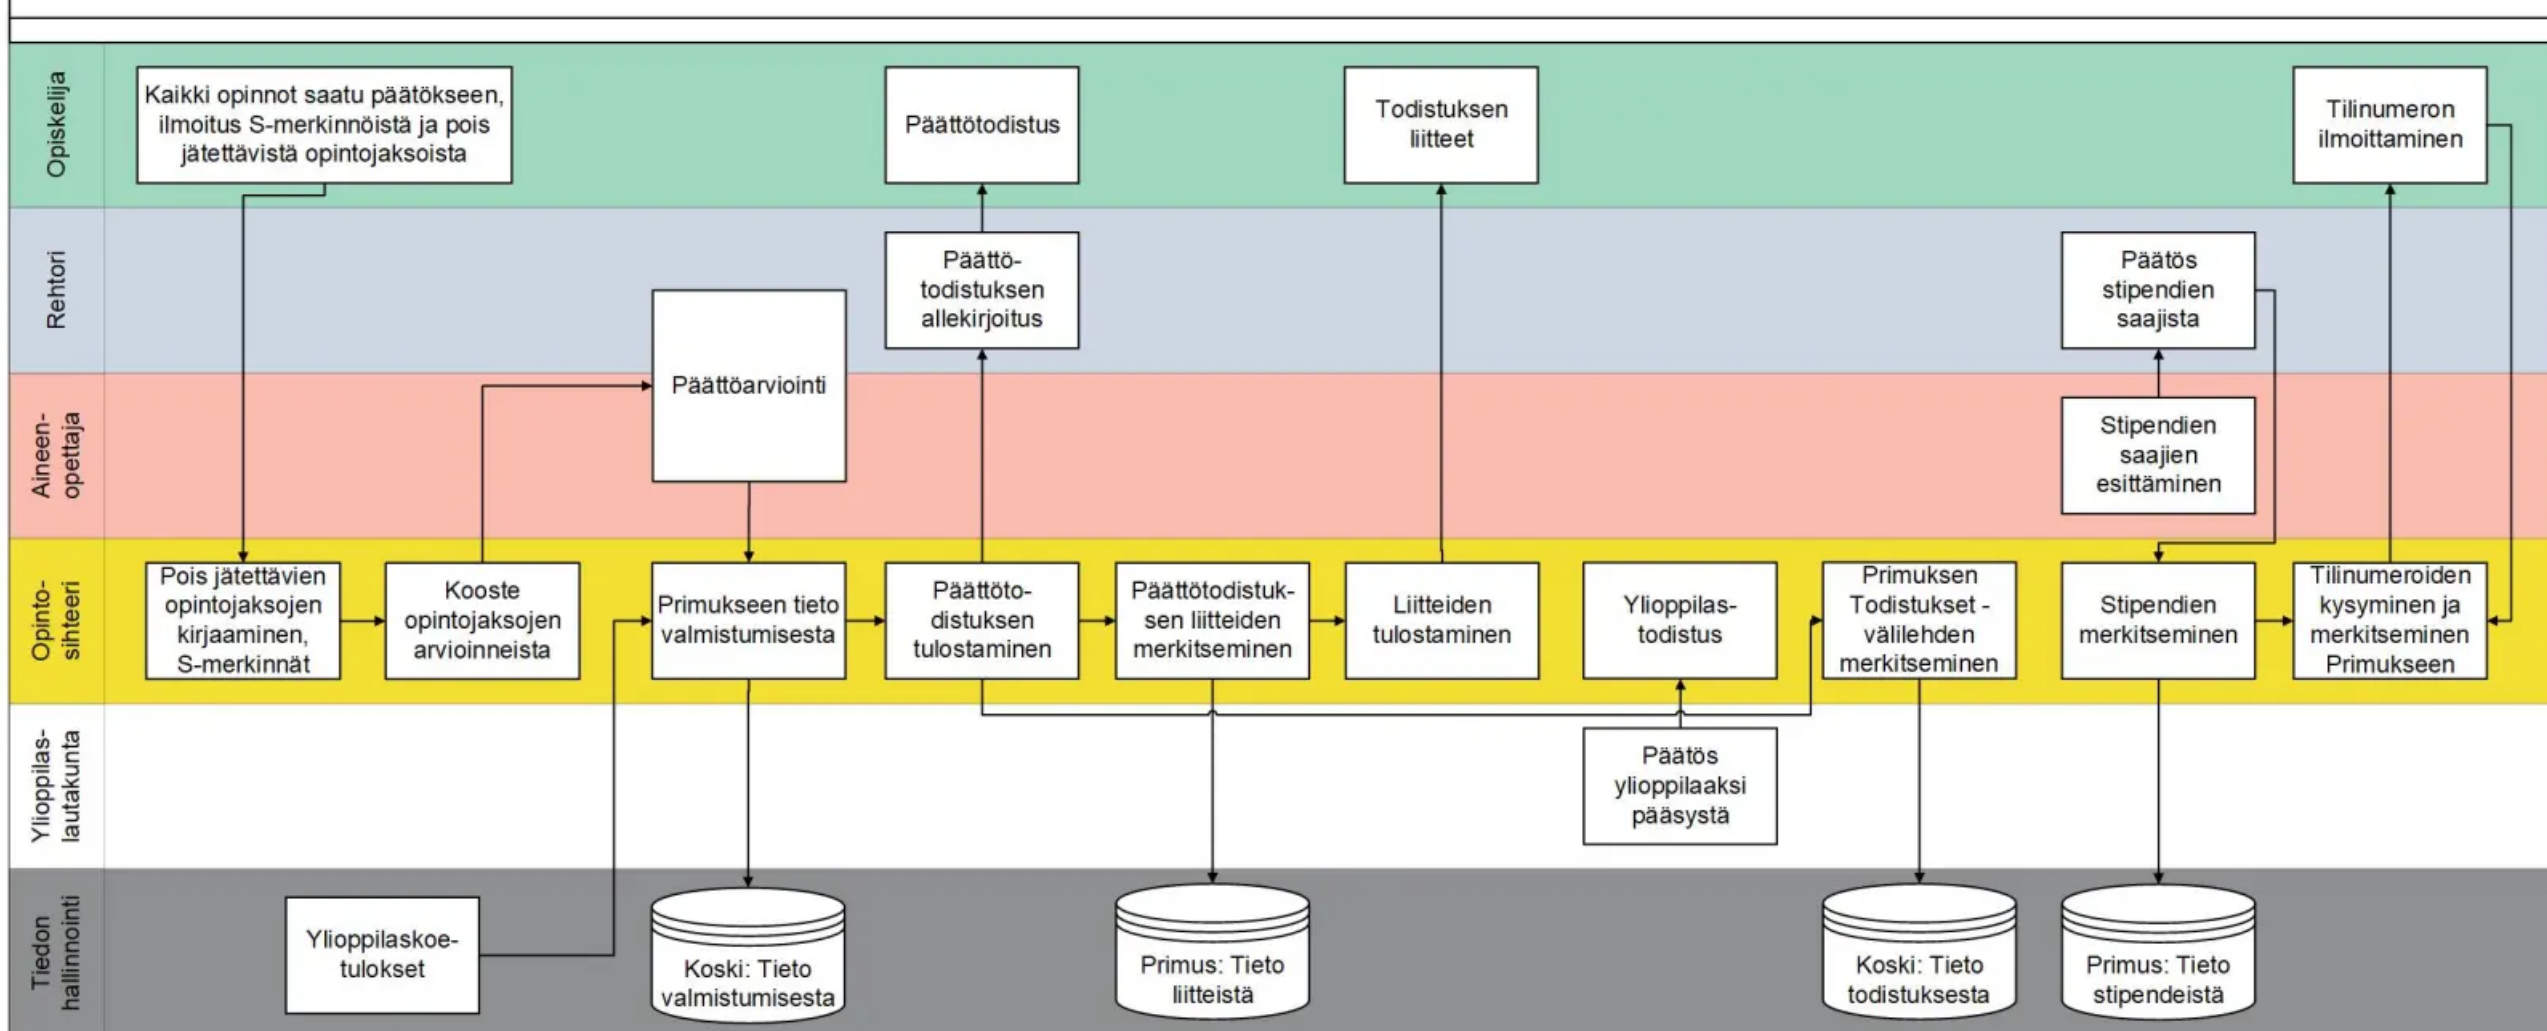 Opiskelija
Kaikki opinnot saatu päätökseen,
ilmoitus S-merkinnöistä ja pois
jätettävistä opintojaksoista
Päättötodistus
Todistuksen
liitteet
Tilinumeron
ilmoittaminen
Rehtori
Päättö-
todistuksen
allekirjoitus
Päätös
stipendien
saajista
Päättöarviointi
Aineen-
opettaja
Stipendien
saajien
esittäminen
Opinto-
sihteeri
Pois jätettävien
opintojaksojen
kirjaaminen,
S-merkinnät
Kooste
opintojaksojen
arvioinneista
Primukseen tieto
valmistumisesta
Päättöto-
distuksen
tulostaminen
Päättötodistuk-
sen liitteiden
merkitseminen
Liitteiden
tulostaminen
Ylioppilas-
todistus
Primuksen
Todistukset -
välilehden
merkitseminen
Stipendien
merkitseminen
Tilinumeroiden
kysyminen ja
merkitseminen
Primukseen
Ylioppilas-
lautakunta
Päätös
ylioppilaaksi
pääsystä
Tiedon
hallinnointi
Ylioppilaskoe-
tulokset
Koski: Tieto
valmistumisesta
Primus: Tieto
liitteistä
Koski: Tieto
todistuksesta
Primus: Tieto
stipendeistä